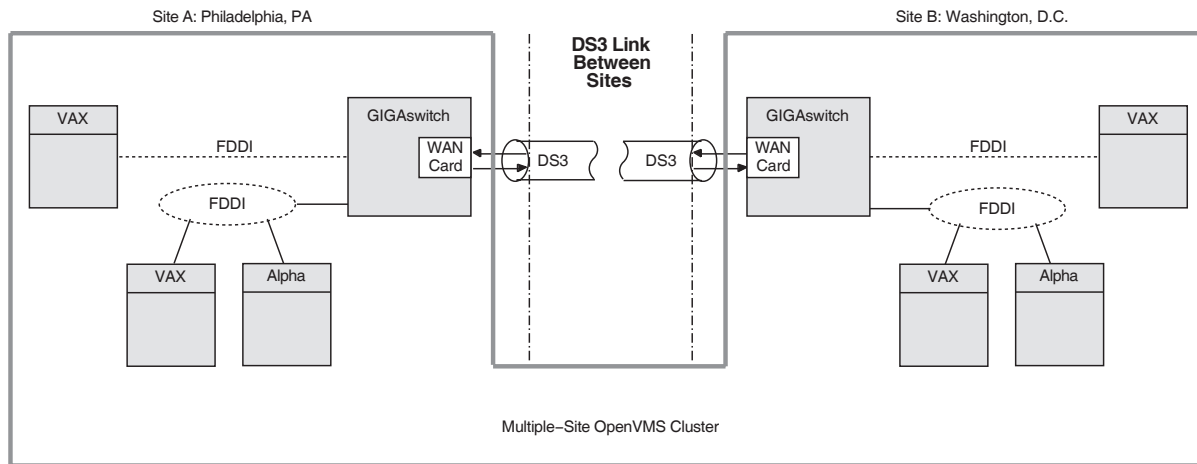 Site A: Philadelphia, PA
Site B: Washington, D.C.
DS3 Link
Between
Sites
VAX
FDDI
GIGAswitch
WAN
Card
DS3
DS3
GIGAswitch
WAN
Card
FDDI
VAX
FDDI
FDDI
VAX
Alpha
VAX
Alpha
Multiple–Site OpenVMS Cluster